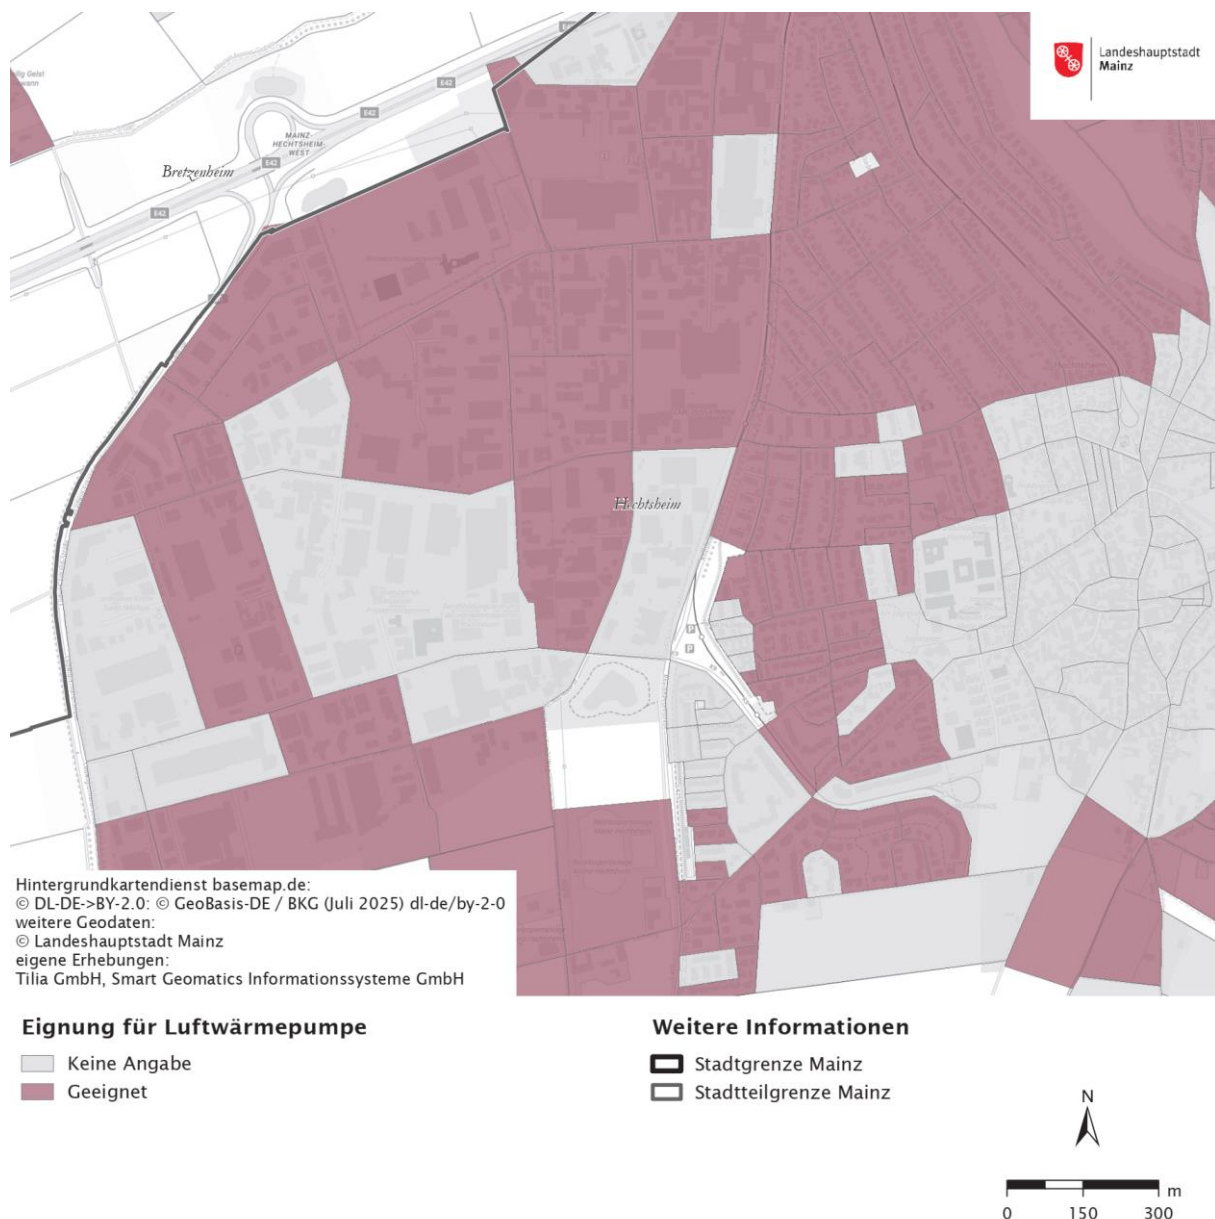 Landeshauptstadt
Mainz
E42
E42
MAINZ-
HECHTSHEIM-
WEST
E42
Bretzenheim
E42
Hechtsheim
P
P
Hintergrundkartendienst basemap.de:
© DL-DE->BY-2.0: © GeoBasis-DE / BKG (Juli 2025) dl-de/by-2-0
weitere Geodaten:
© Landeshauptstadt Mainz
eigene Erhebungen:
Tilia GmbH, Smart Geomatics Informationssysteme GmbH
Eignung für Luftwärmepumpe
Keine Angabe
Geeignet
Weitere Informationen
Stadtgrenze Mainz
Stadtteilgrenze Mainz
N
m
0 150 300